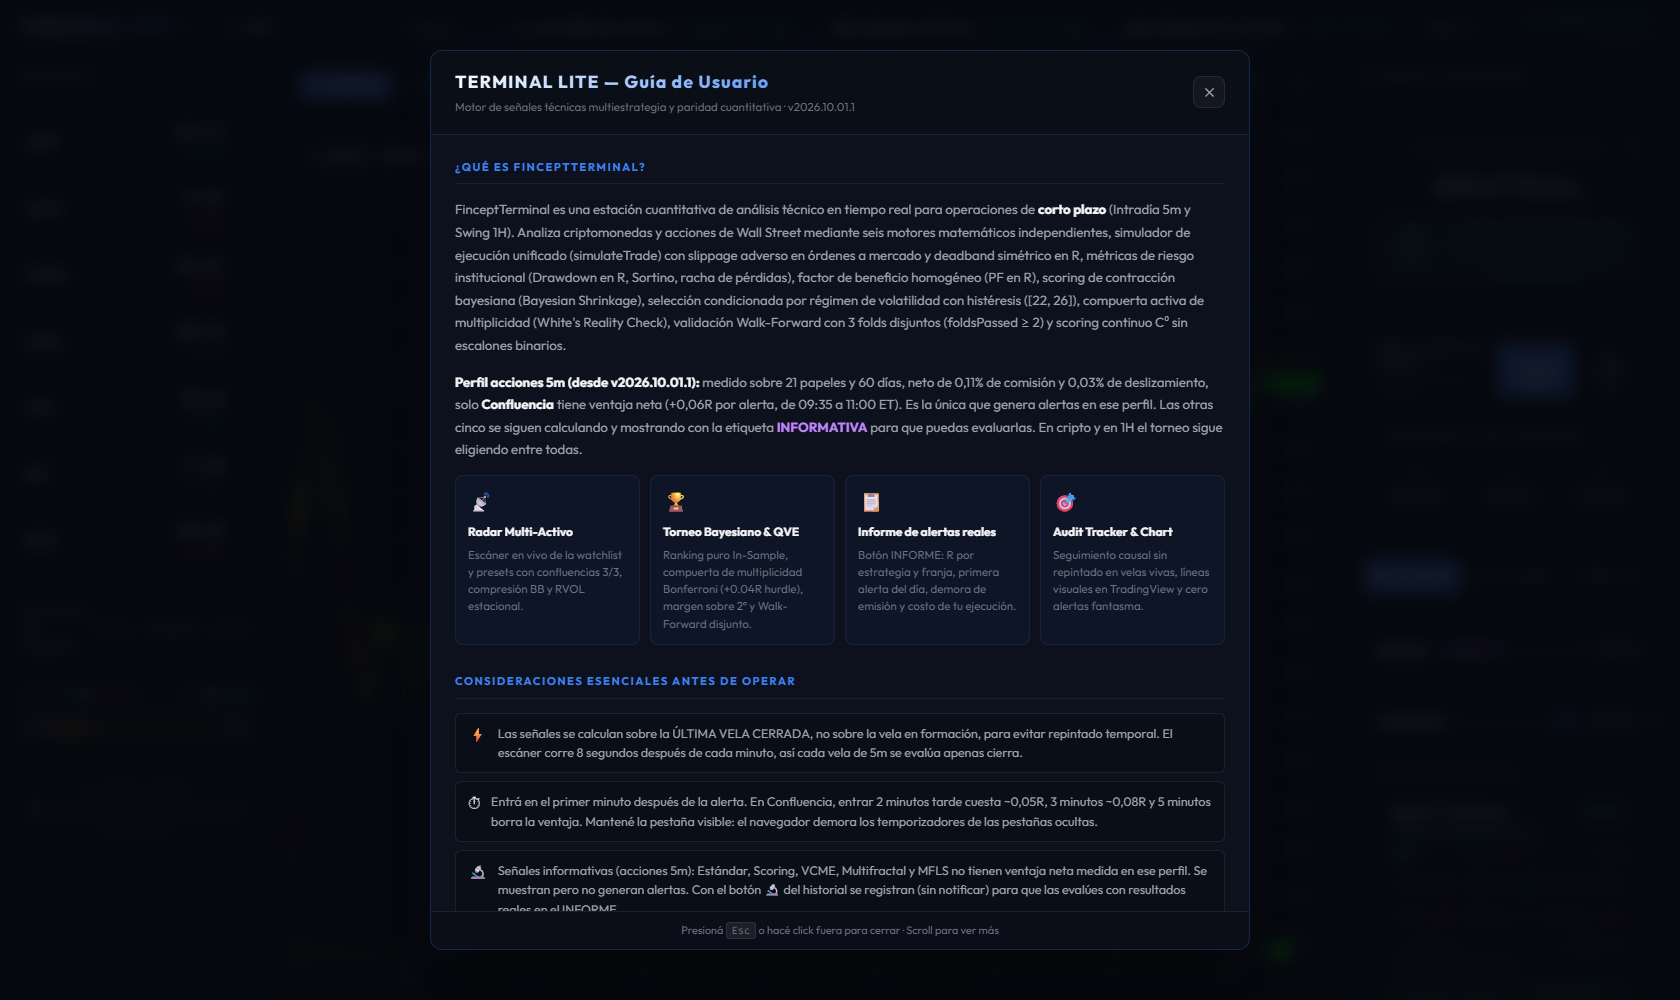 TERMINAL LITE — Guía de Usuario
Motor de señales técnicas multiestrategia y paridad cuantitativa · v2026.10.01.1
¿QUÉ ES FINCEPTTERMINAL?
FinceptTerminal es una estación cuantitativa de análisis técnico en tiempo real para operaciones de corto plazo (Intradía 5m y
Swing 1H). Analiza criptomonedas y acciones de Wall Street mediante seis motores matemáticos independientes, simulador de
ejecución unificado (simulateTrade) con slippage adverso en órdenes a mercado y deadband simétrico en R, métricas de riesgo
institucional (Drawdown en R, Sortino, racha de pérdidas), factor de beneficio homogéneo (PF en R), scoring de contracción
bayesiana (Bayesian Shrinkage), selección condicionada por régimen de volatilidad con histéresis ([22, 26]), compuerta activa de
multiplicidad (White's Reality Check), validación Walk-Forward con 3 folds disjuntos (foldsPassed ≥ 2) y scoring continuo C⁰ sin
escalones binarios.
Perfil acciones 5m (desde v2026.10.01.1): medido sobre 21 papeles y 60 días, neto de 0,11% de comisión y 0,03% de deslizamiento,
solo Confluencia tiene ventaja neta (+0,06R por alerta, de 09:35 a 11:00 ET). Es la única que genera alertas en ese perfil. Las otras
cinco se siguen calculando y mostrando con la etiqueta INFORMATIVA para que puedas evaluarlas. En cripto y en 1H el torneo sigue
eligiendo entre todas.
Radar Multi-Activo
Escáner en vivo de la watchlist
y presets con confluencias 3/3,
compresión BB y RVOL
estacional.
Torneo Bayesiano & QVE
Ranking puro In-Sample,
compuerta de multiplicidad
Bonferroni (+0.04R hurdle),
margen sobre 2º y Walk-
Forward disjunto.
Informe de alertas reales
Botón INFORME: R por
estrategia y franja, primera
alerta del día, demora de
emisión y costo de tu ejecución.
Audit Tracker & Chart
Seguimiento causal sin
repintado en velas vivas, líneas
visuales en TradingView y cero
alertas fantasma.
CONSIDERACIONES ESENCIALES ANTES DE OPERAR
Las señales se calculan sobre la ÚLTIMA VELA CERRADA, no sobre la vela en formación, para evitar repintado temporal. El
escáner corre 8 segundos después de cada minuto, así cada vela de 5m se evalúa apenas cierra.
Entrá en el primer minuto después de la alerta. En Confluencia, entrar 2 minutos tarde cuesta ~0,05R, 3 minutos ~0,08R y 5 minutos
borra la ventaja. Mantené la pestaña visible: el navegador demora los temporizadores de las pestañas ocultas.
Señales informativas (acciones 5m): Estándar, Scoring, VCME, Multifractal y MFLS no tienen ventaja neta medida en ese perfil. Se
muestran pero no generan alertas. Con el botón 🔬 del historial se registran (sin notificar) para que las evalúes con resultados
reales en el INFORME.
Presioná Esc o hacé click fuera para cerrar · Scroll para ver más